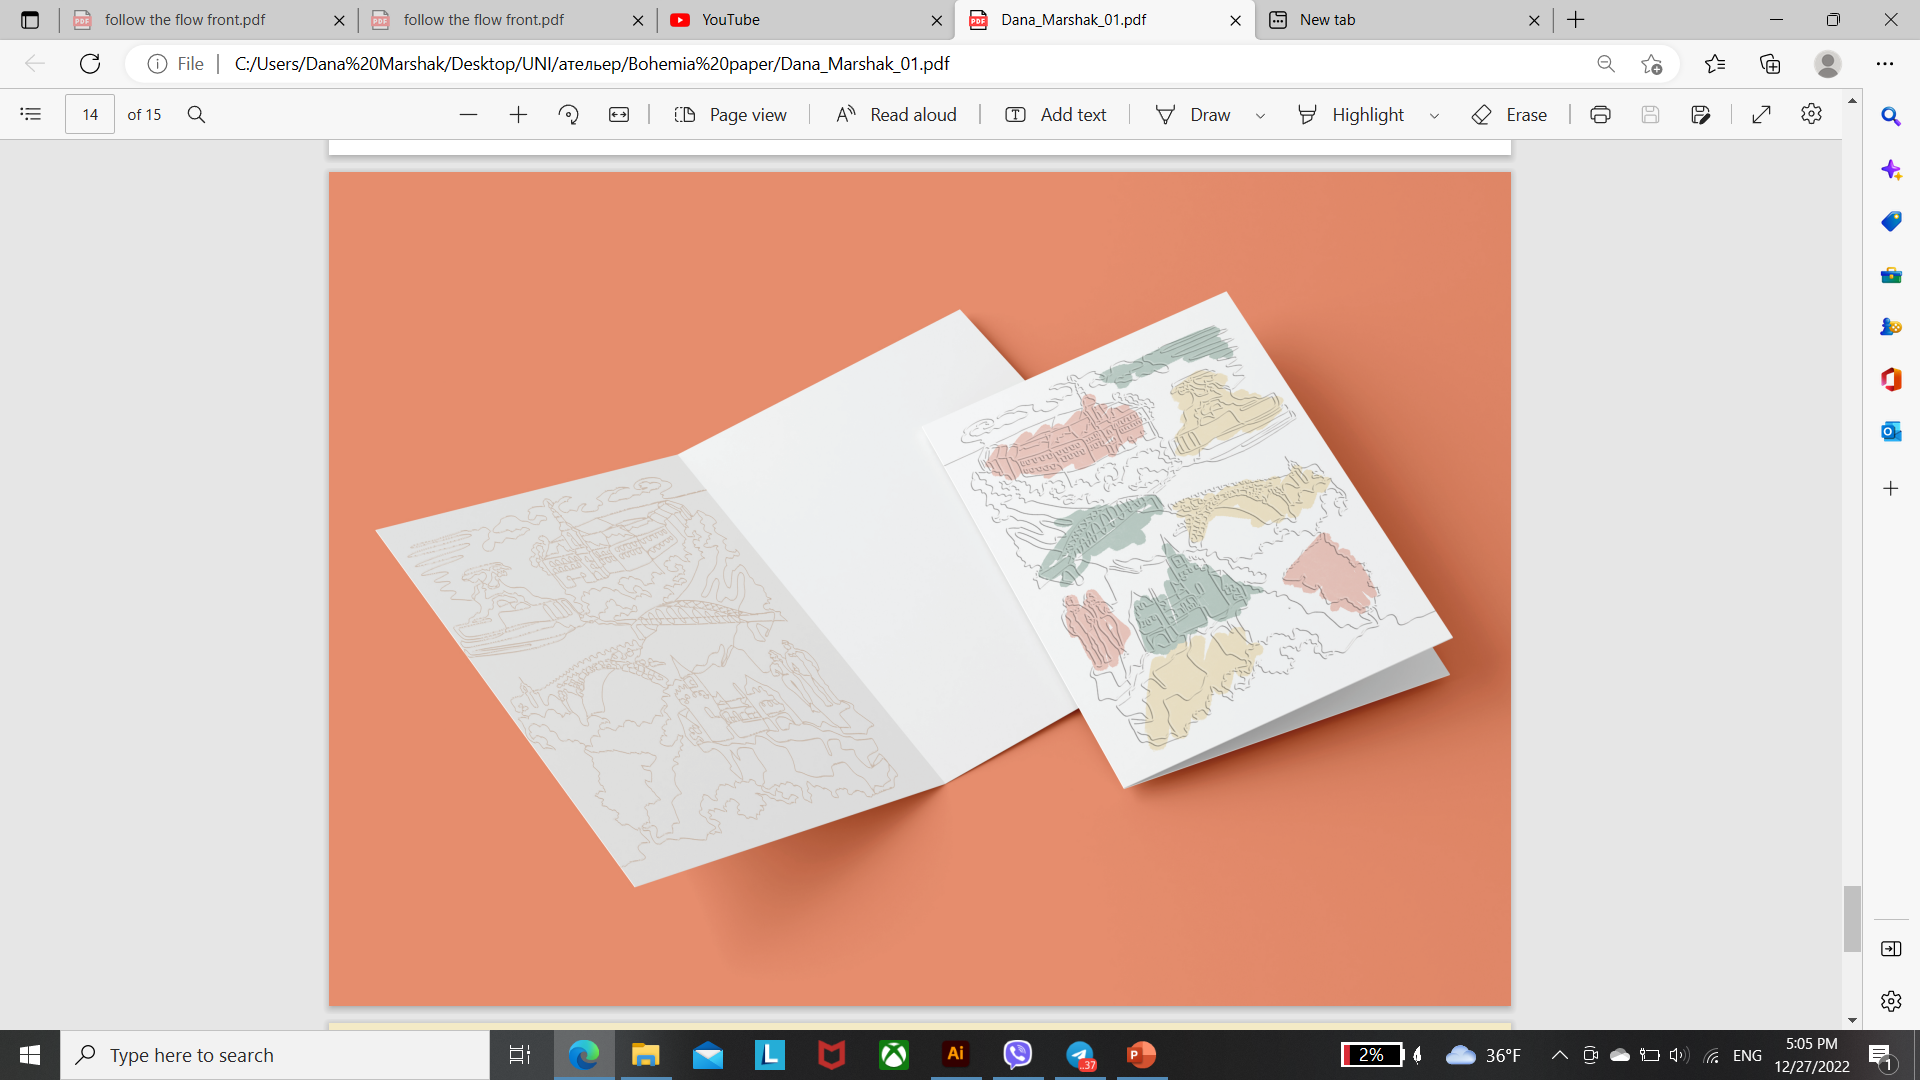 follow the flow front.pdf
follow the flow front.pdf
YouTube
Dana_Marshak_01.pdf
New tab
File
C:/Users/Dana%20Marshak/Desktop/UNI/ательер/Bohemia%20paper/Dana_Marshak_01.pdf
14 of 15
Page view
Read aloud
Add text
Draw
Highlight
Erase
Type here to search
Ai
37
2%
36°F
ENG
5:05 PM
12/27/2022
1